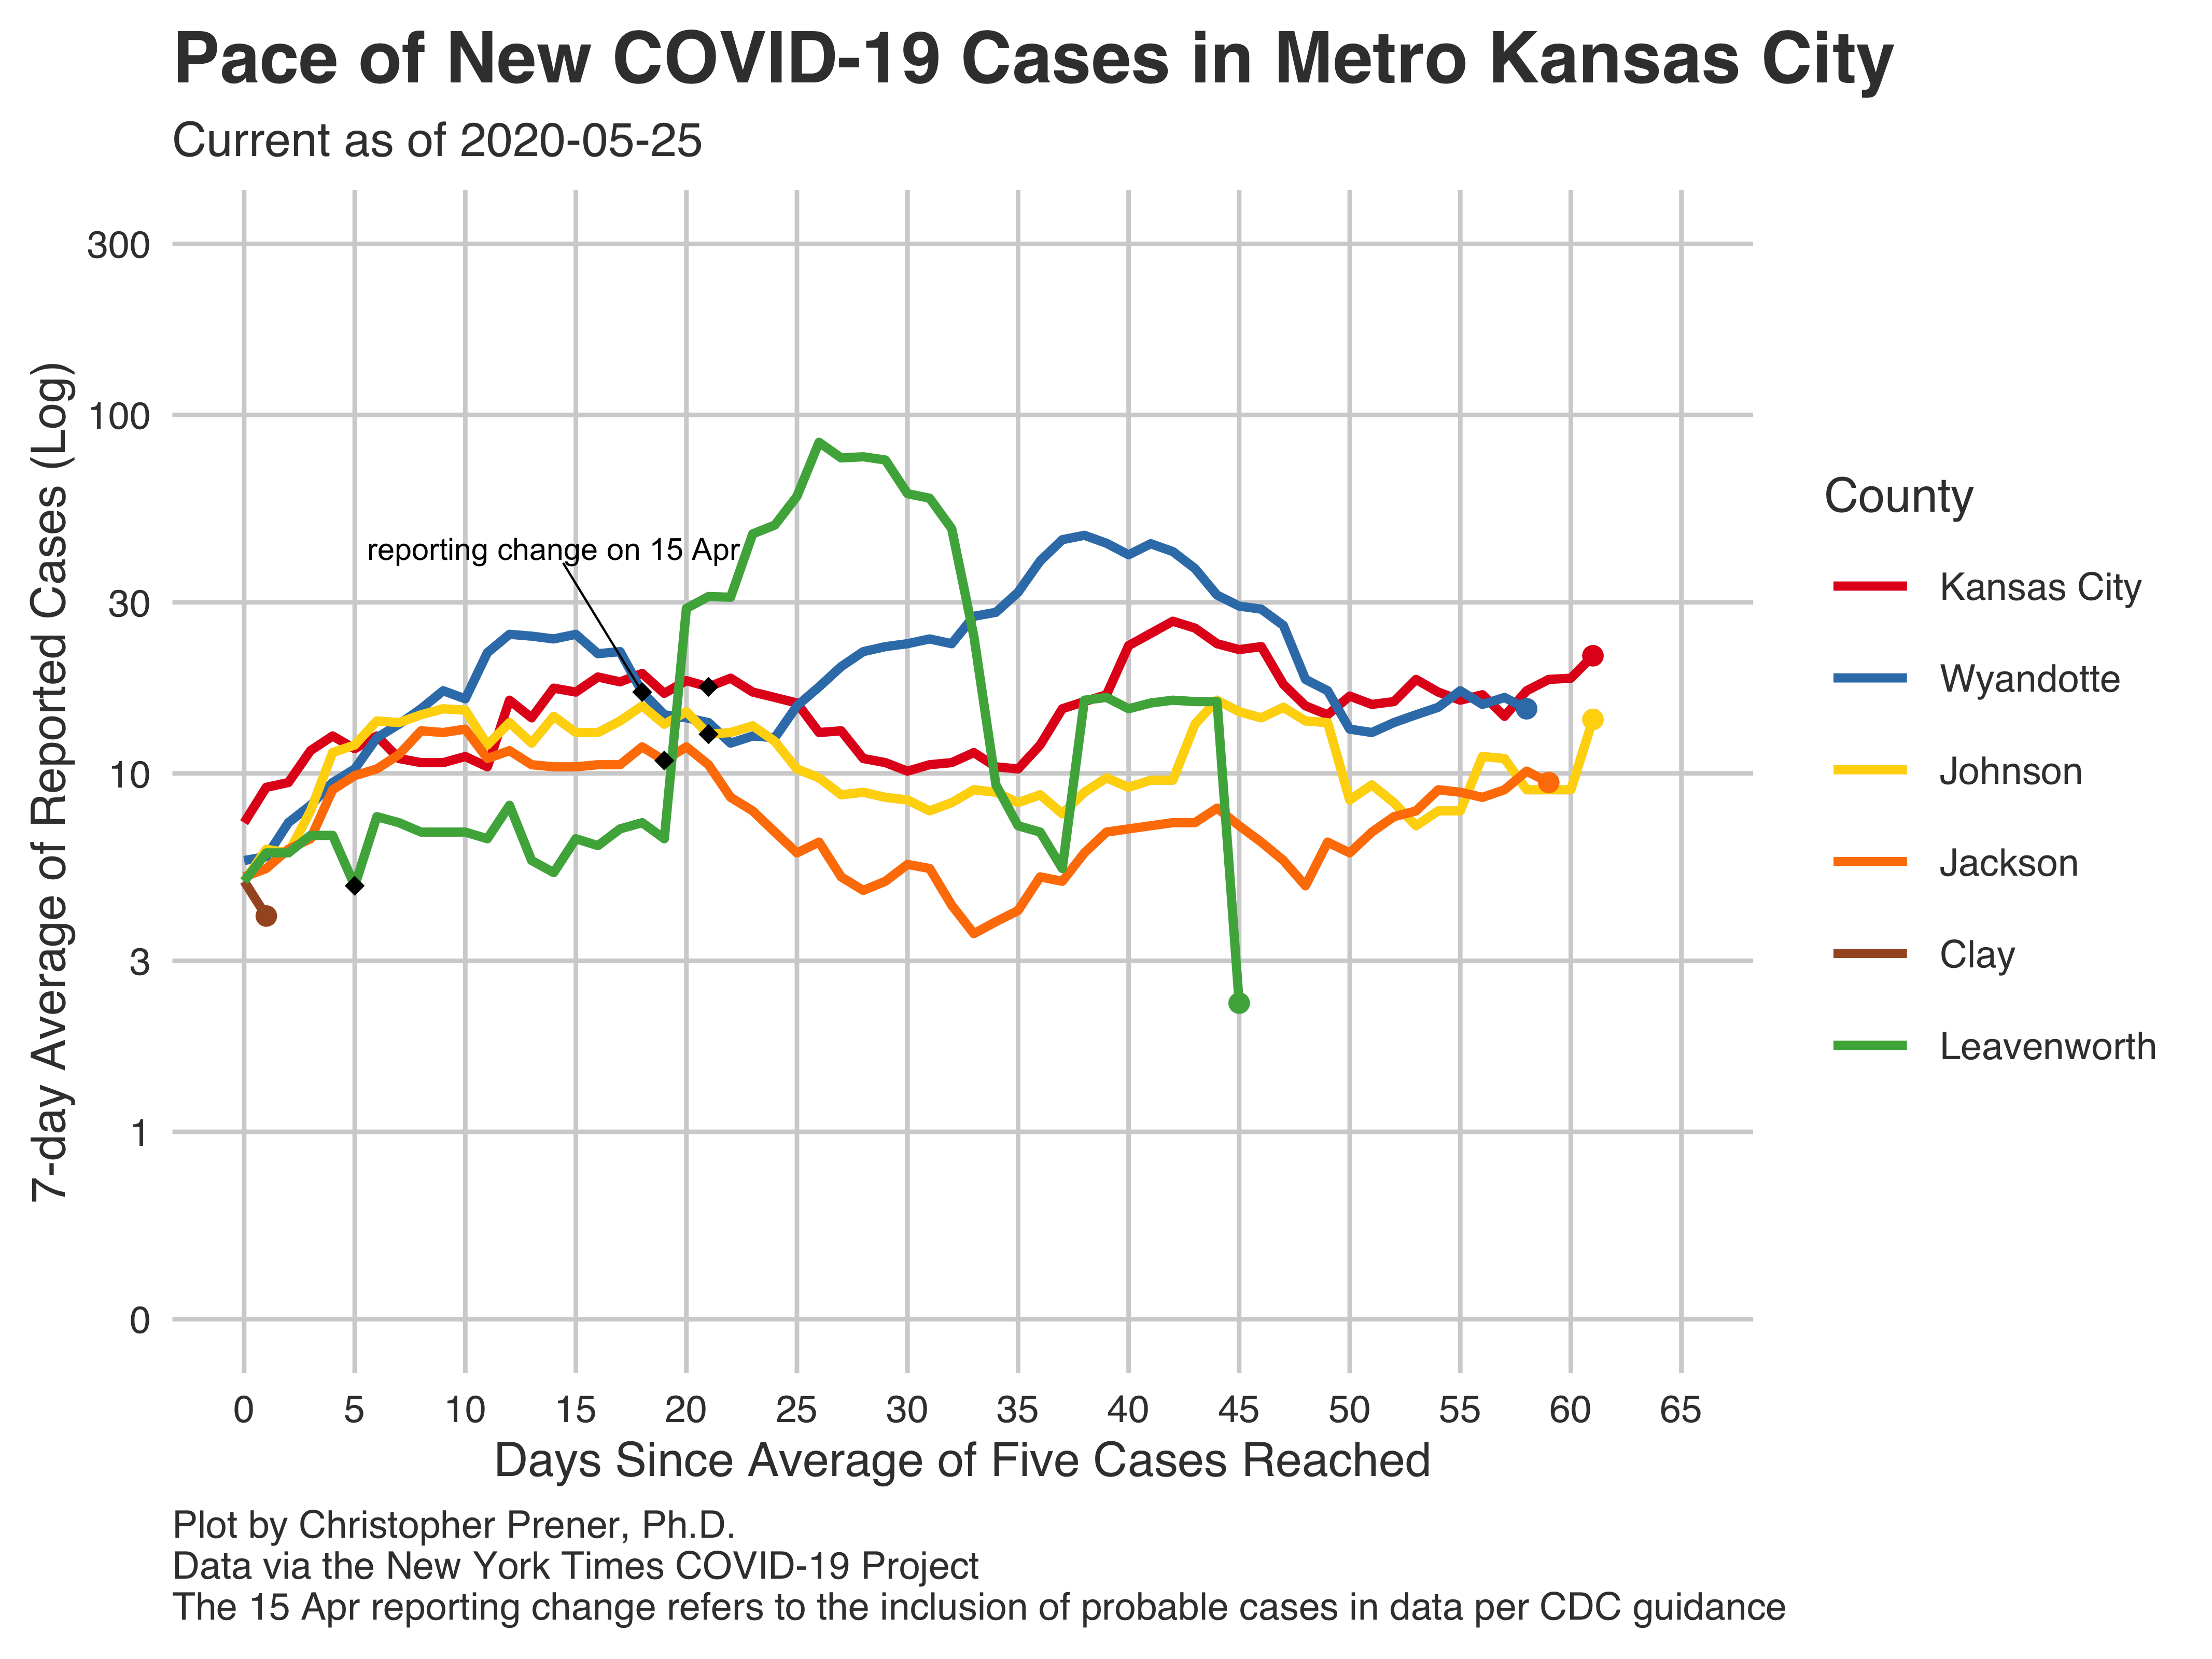 Pace of New COVID-19 Cases in Metro Kansas City
Current as of 2020-05-25
7-day Average of Reported Cases (Log)
300
100
30
10
3
1
0
reporting change on 15 Apr
0 5 10 15 20 25 30 35 40 45 50 55 60 65
Days Since Average of Five Cases Reached
County
Kansas City
Wyandotte
Johnson
Jackson
Clay
Leavenworth
Plot by Christopher Prener, Ph.D.
Data via the New York Times COVID-19 Project
The 15 Apr reporting change refers to the inclusion of probable cases in data per CDC guidance